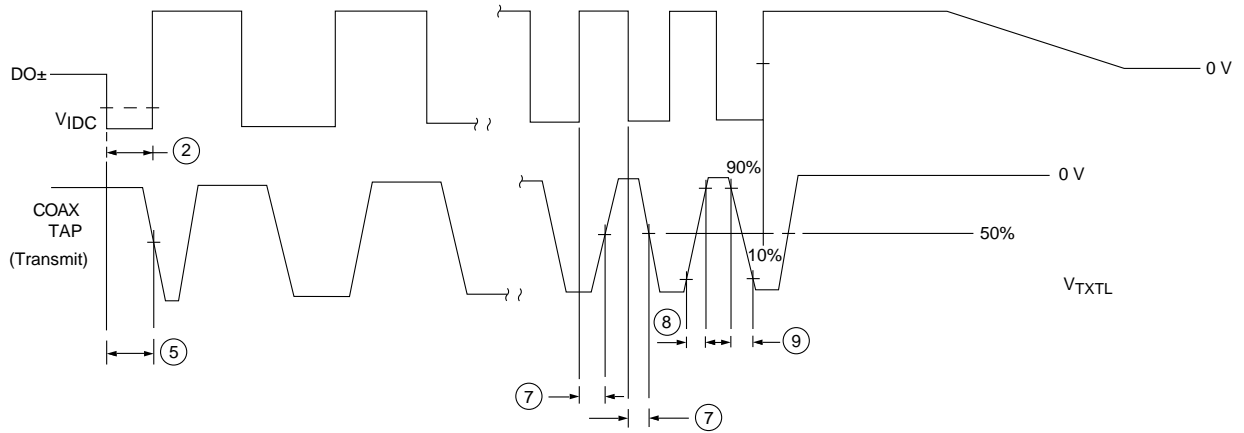 DO±
0 V
VIDC
2
90%
0 V
COAX
TAP
(Transmit)
50%
10%
VTXTL
8
9
5
7
7